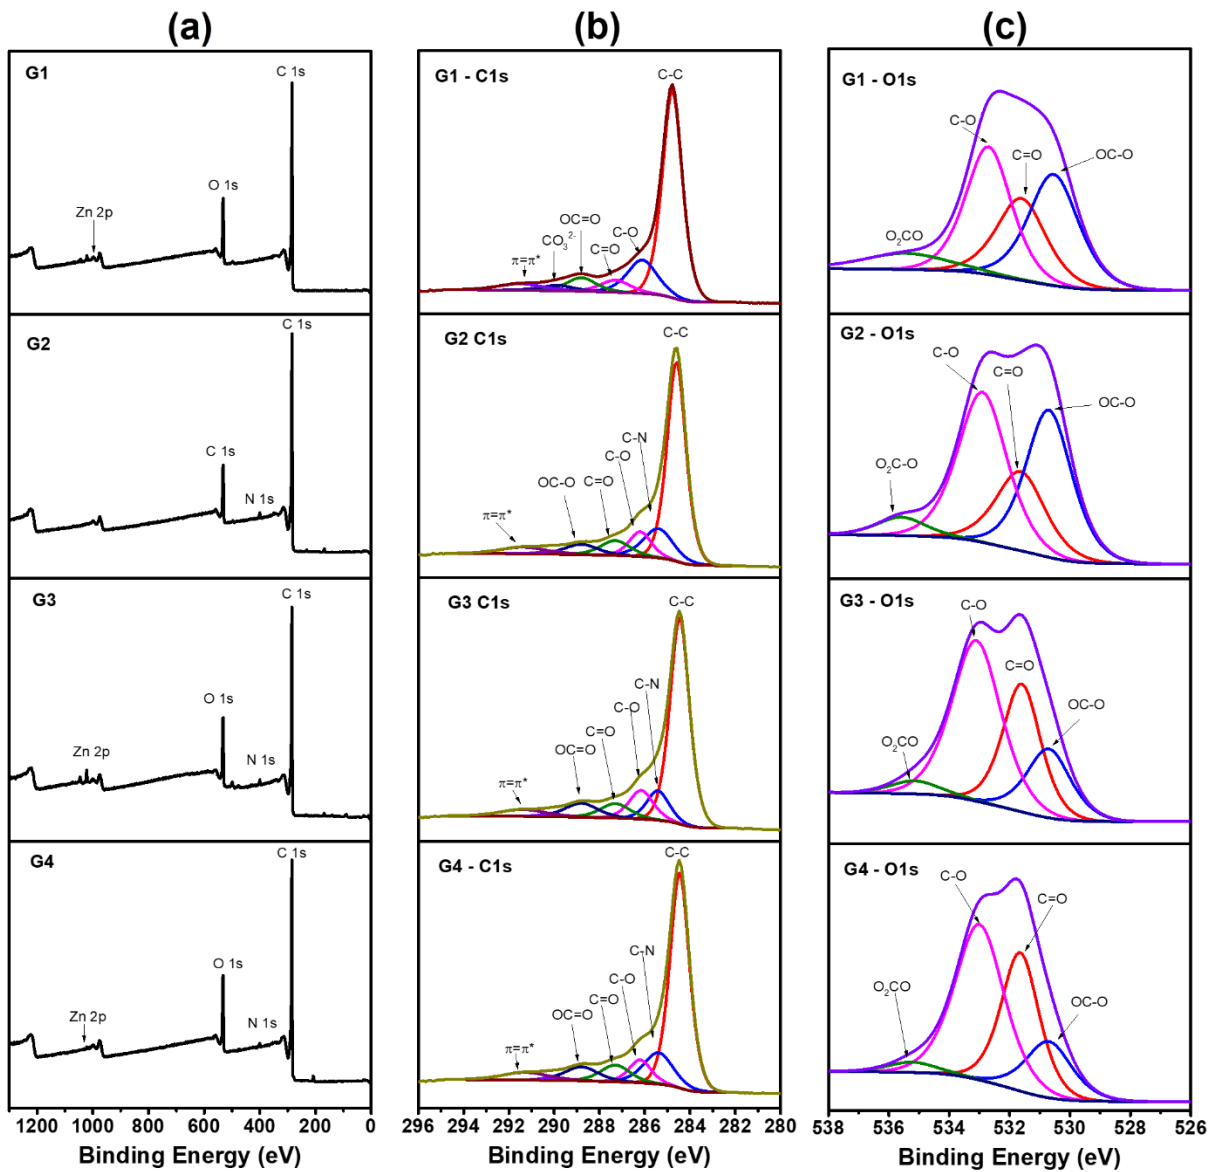 (a)
G1
C 1s
O 1s
Zn 2p
G2
C 1s
C 1s
N 1s
G3
C 1s
O 1s
Zn 2p
N 1s
G4
C 1s
O 1s
Zn 2p
N 1s
1200 1000 800 600 400 200 0
Binding Energy (eV)
(b)
G1 - C1s
C-C
OC=O
C-O
CO₃²⁻
C=O
π=π*
G2 C1s
C-C
C-N
C-O
OC-O
C=O
π=π*
G3 C1s
C-C
C-N
C-O
C=O
OC=O
π=π*
G4 - C1s
C-C
C-N
C-O
C=O
OC=O
π=π*
296 294 292 290 288 286 284 282 280
Binding Energy (eV)
(c)
G1 - O1s
C-O
C=O
OC-O
O₂CO
G2 - O1s
C-O
C=O
OC-O
O₂C-O
G3 - O1s
C-O
C=O
OC-O
O₂CO
G4 - O1s
C-O
C=O
O₂CO
OC-O
538 536 534 532 530 528 526
Binding Energy (eV)